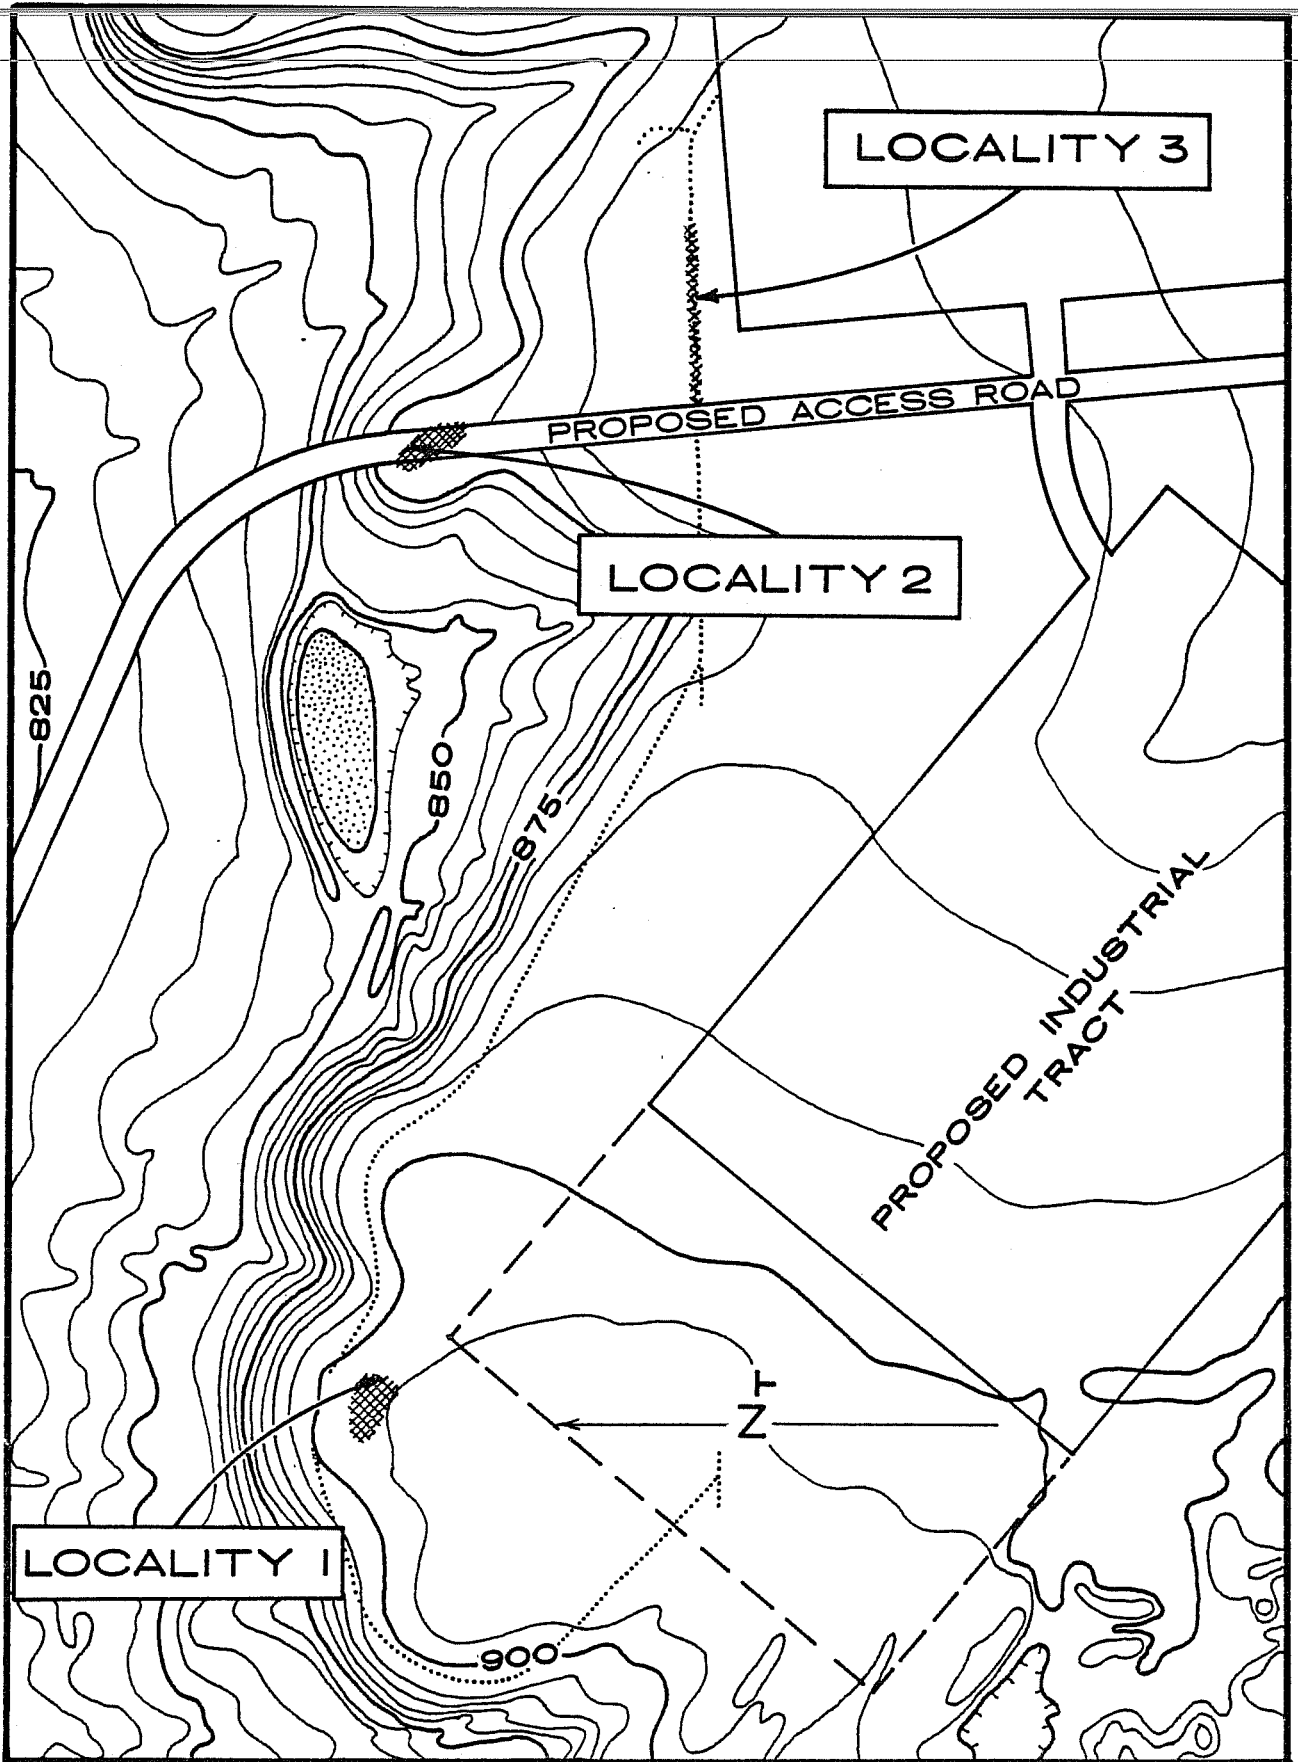 LOCALITY 3
PROPOSED ACCESS ROAD
LOCALITY 2
825
850
875
PROPOSED INDUSTRIAL
TRACT
N
T
LOCALITY 1
900